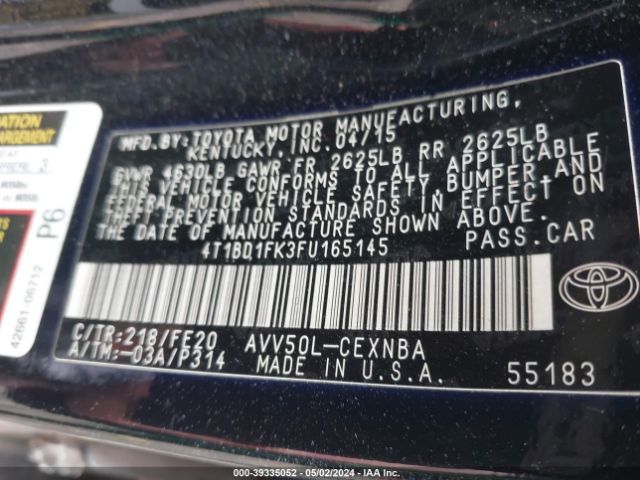 MFD. BY: TOYOTA MOTOR MANUFACTURING,
KENTUCKY, INC. 04/15
GVWR 4630LB GAWR FR 2625LB RR 2625LB
THIS VEHICLE CONFORMS TO ALL APPLICABLE
FEDERAL MOTOR VEHICLE SAFETY, BUMPER, AND
THEFT PREVENTION STANDARDS IN EFFECT ON
THE DATE OF MANUFACTURE SHOWN ABOVE.
4T1BD1FK3FU165145 PASS.CAR
C/TR:218/FE20 AVV50L-CEXNBA
A/TM:-03A/P314 MADE IN U.S.A. 55183
TOYOTA
P6
42661-06712
000-39335052 - 05/02/2024 - IAA Inc.